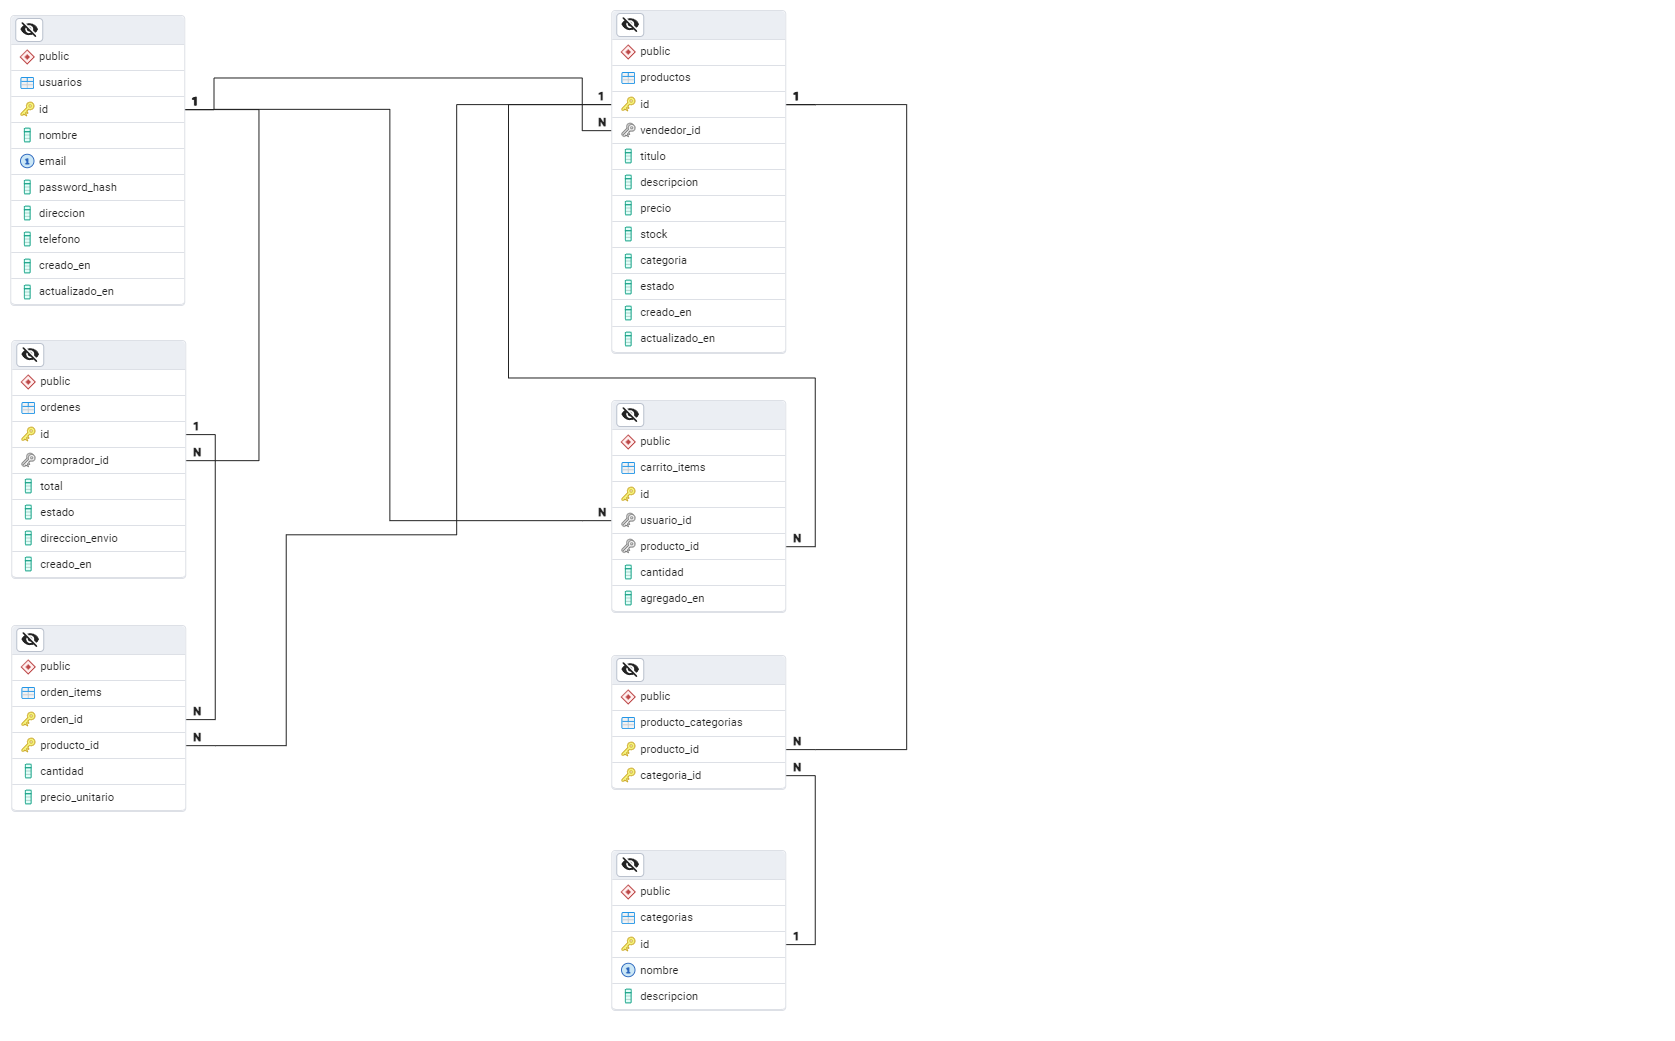 public
usuarios
id
nombre
email
password_hash
direccion
telefono
creado_en
actualizado_en
1
public
ordenes
id
comprador_id
total
estado
direccion_envio
creado_en
1
N
public
orden_items
orden_id
producto_id
cantidad
precio_unitario
N
N
public
productos
id
vendedor_id
titulo
descripcion
precio
stock
categoria
estado
creado_en
actualizado_en
1
N
1
public
carrito_items
id
usuario_id
producto_id
cantidad
agregado_en
N
N
public
producto_categorias
producto_id
categoria_id
N
N
public
categorias
id
nombre
descripcion
1